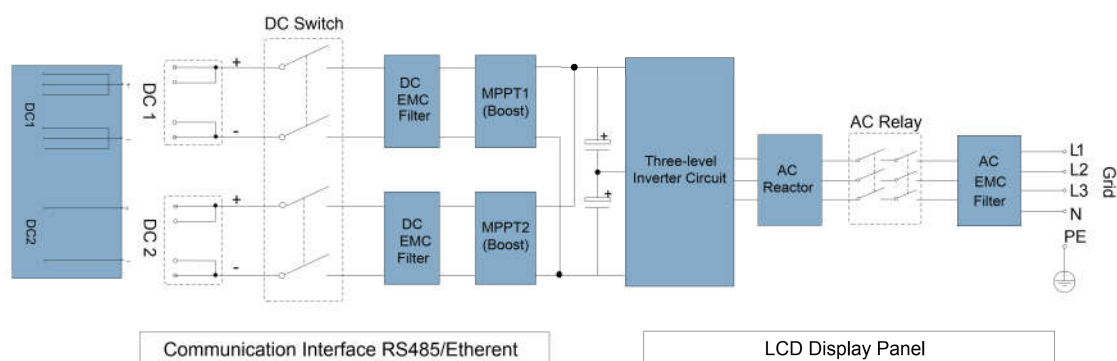 DC Switch
DC1
+
-
DC2
+
-
DC 1
+
-
DC 2
+
-
DC
EMC
Filter
MPPT1
(Boost)
DC
EMC
Filter
MPPT2
(Boost)
+
+
Three-level
Inverter Circuit
AC
Reactor
AC Relay
AC
EMC
Filter
L1
L2
L3
N
PE
Grid
Communication Interface RS485/Etherent
LCD Display Panel